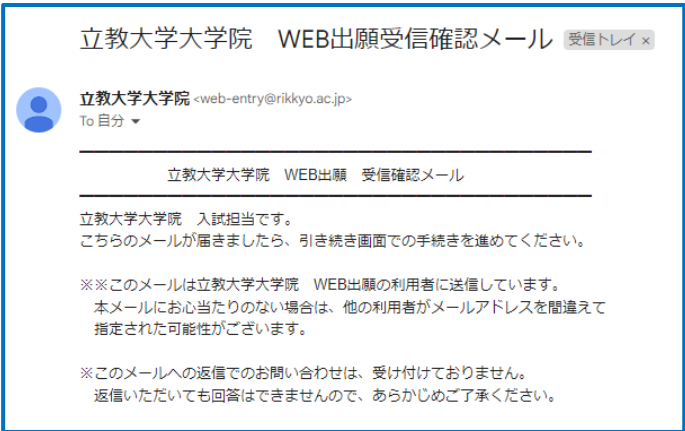 立教大学大学院　WEB出願受信確認メール 受信トレイ ×
立教大学大学院 <web-entry@rikkyo.ac.jp>
To 自分
立教大学大学院　WEB出願　受信確認メール
立教大学大学院　入試担当です。
こちらのメールが届きましたら、引き続き画面での手続きを進めてください。
※※このメールは立教大学大学院　WEB出願の利用者に送信しています。
本メールにお心当たりのない場合は、他の利用者がメールアドレスを間違えて
指定された可能性がございます。
※このメールへの返信でのお問い合わせは、受け付けておりません。
返信いただいても回答はできませんので、あらかじめご了承ください。